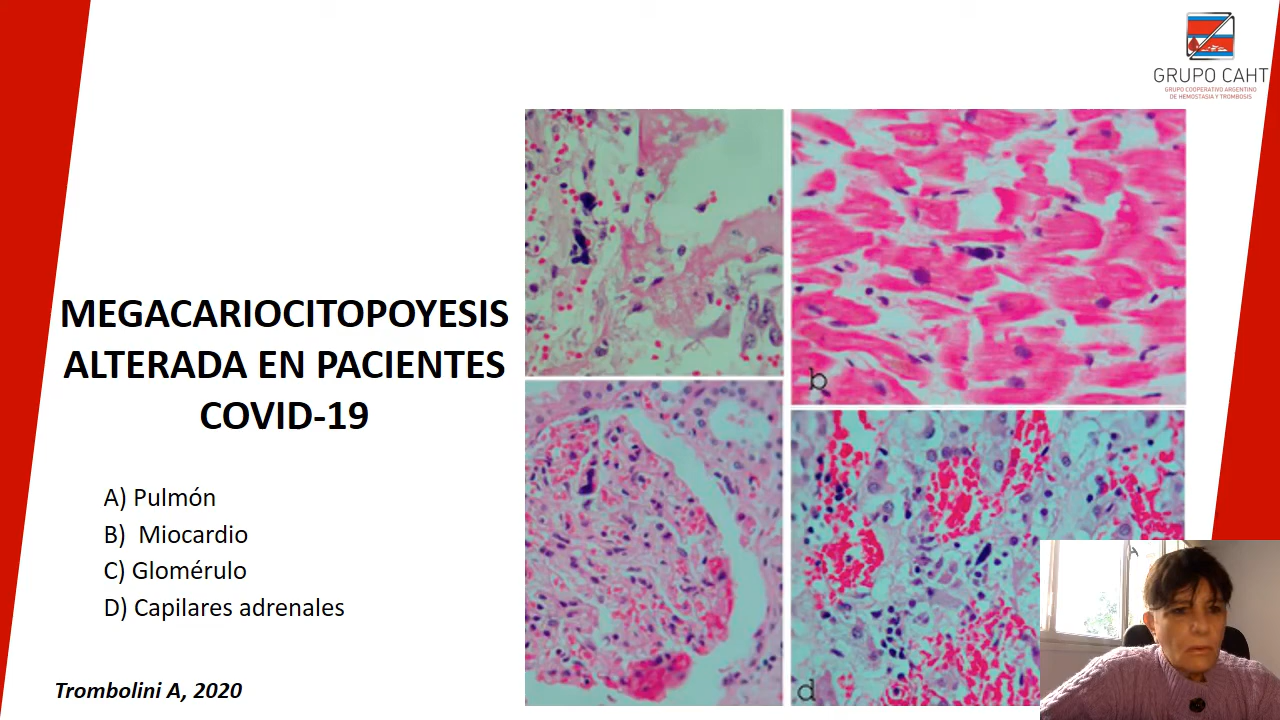 GRUPO CAHT
GRUPO COOPERATIVO ARGENTINO
DE HEMOSTASIA Y TROMBOSIS
MEGACARIOCITOPOYESIS
ALTERADA EN PACIENTES
COVID-19
A) Pulmón
B) Miocardio
C) Glomérulo
D) Capilares adrenales
Trombolini A, 2020
b
d